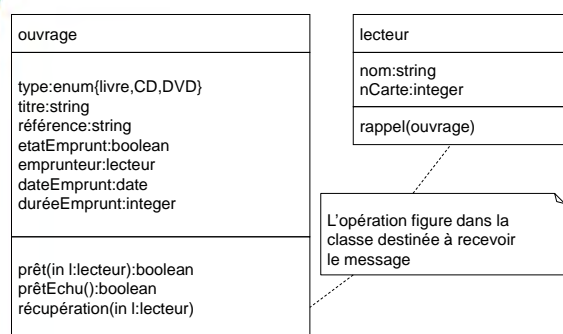 ouvrage
type:enum{livre,CD,DVD}
titre:string
référence:string
etatEmprunt:boolean
emprunteur:lecteur
dateEmprunt:date
duréeEmprunt:integer
prêt(in l:lecteur):boolean
prêtEchu():boolean
récupération(in l:lecteur)
lecteur
nom:string
nCarte:integer
rappel(ouvrage)
L'opération figure dans la
classe destinée à recevoir
le message